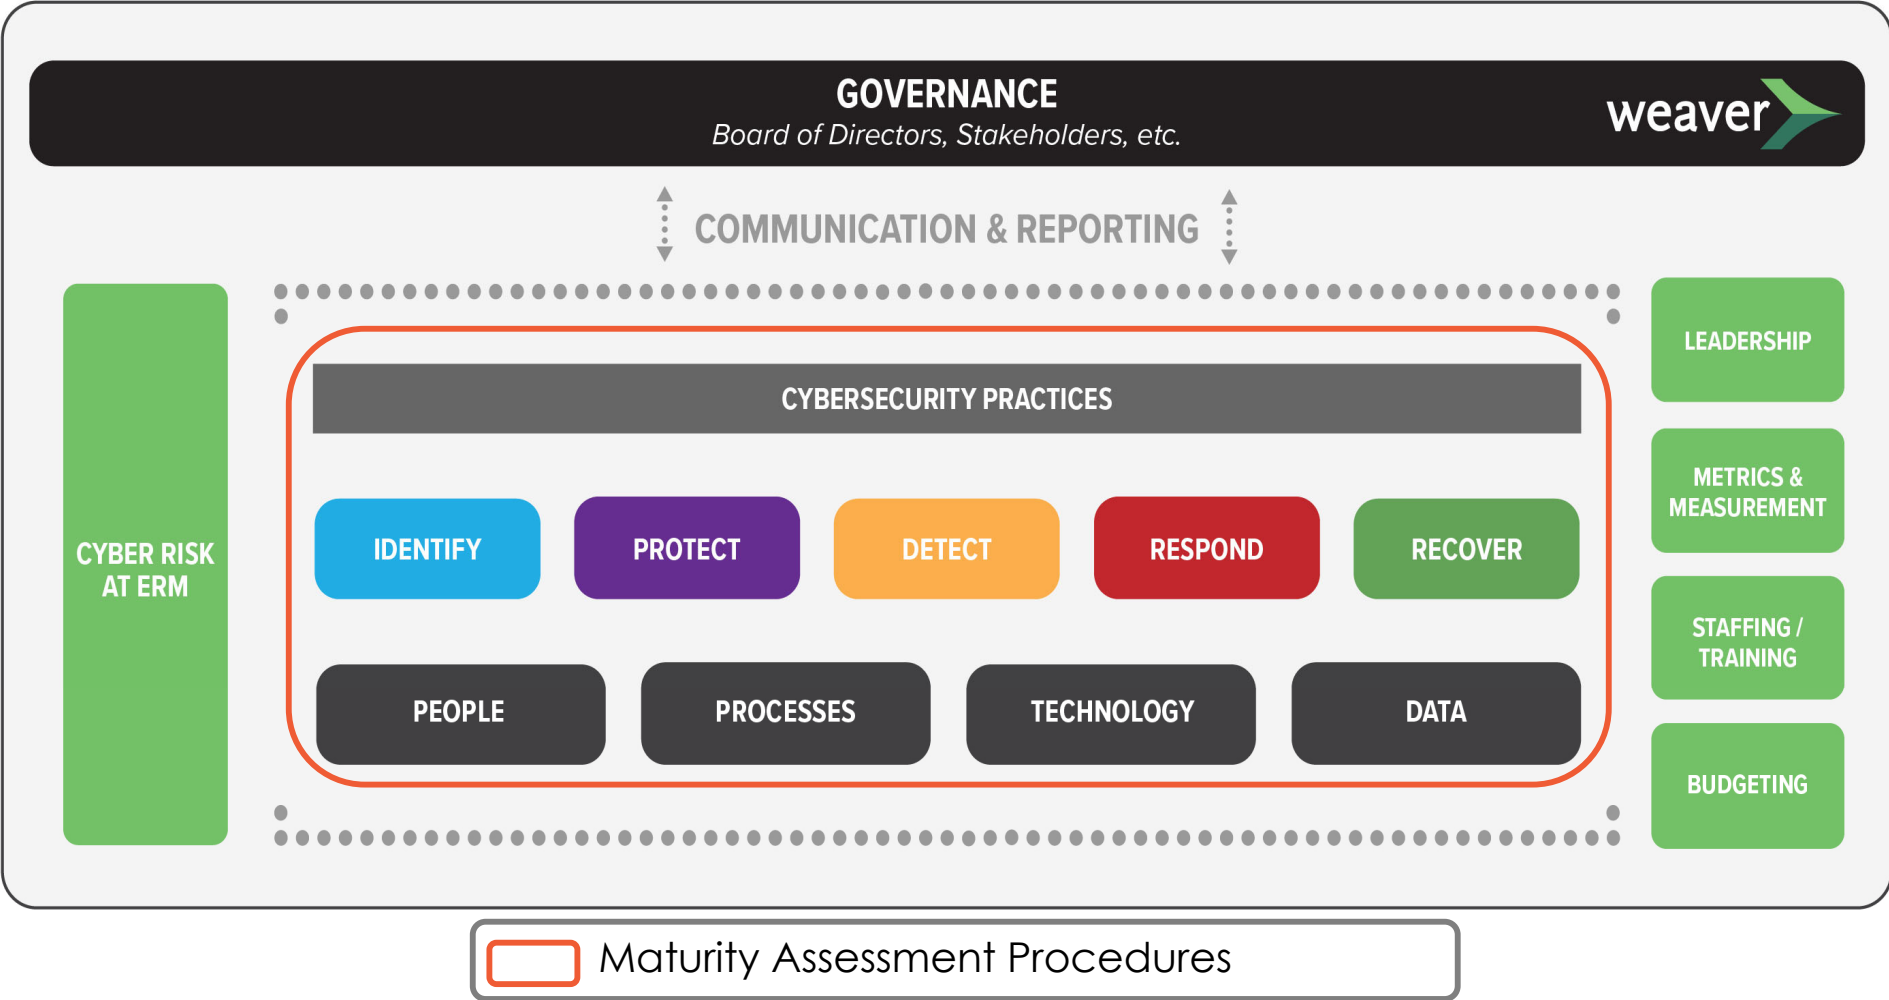 GOVERNANCE
Board of Directors, Stakeholders, etc.
weaver
COMMUNICATION & REPORTING
CYBER RISK
AT ERM
CYBERSECURITY PRACTICES
IDENTIFY
PROTECT
DETECT
RESPOND
RECOVER
PEOPLE
PROCESSES
TECHNOLOGY
DATA
LEADERSHIP
METRICS &
MEASUREMENT
STAFFING /
TRAINING
BUDGETING
Maturity Assessment Procedures